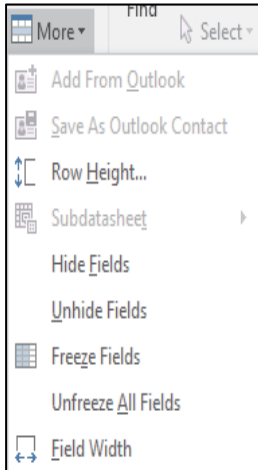 Find
More
Select
Add From Outlook
Save As Outlook Contact
Row Height...
Subdatasheet
Hide Fields
Unhide Fields
Freeze Fields
Unfreeze All Fields
Field Width